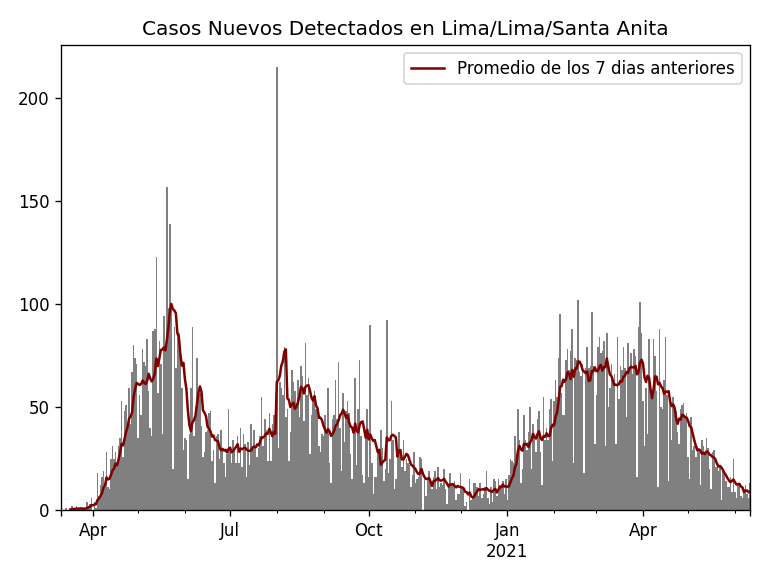 Casos Nuevos Detectados en Lima/Lima/Santa Anita
Promedio de los 7 dias anteriores
200
150
100
50
0
Apr Jul Oct Jan Apr
2021